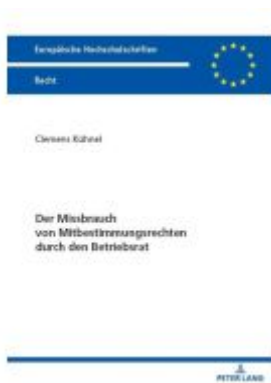 Europäische Hochschulschriften
Recht
Clemens Kühnel
Der Missbrauch
von Mitbestimmungsrechten
durch den Betriebsrat
PETER LANG